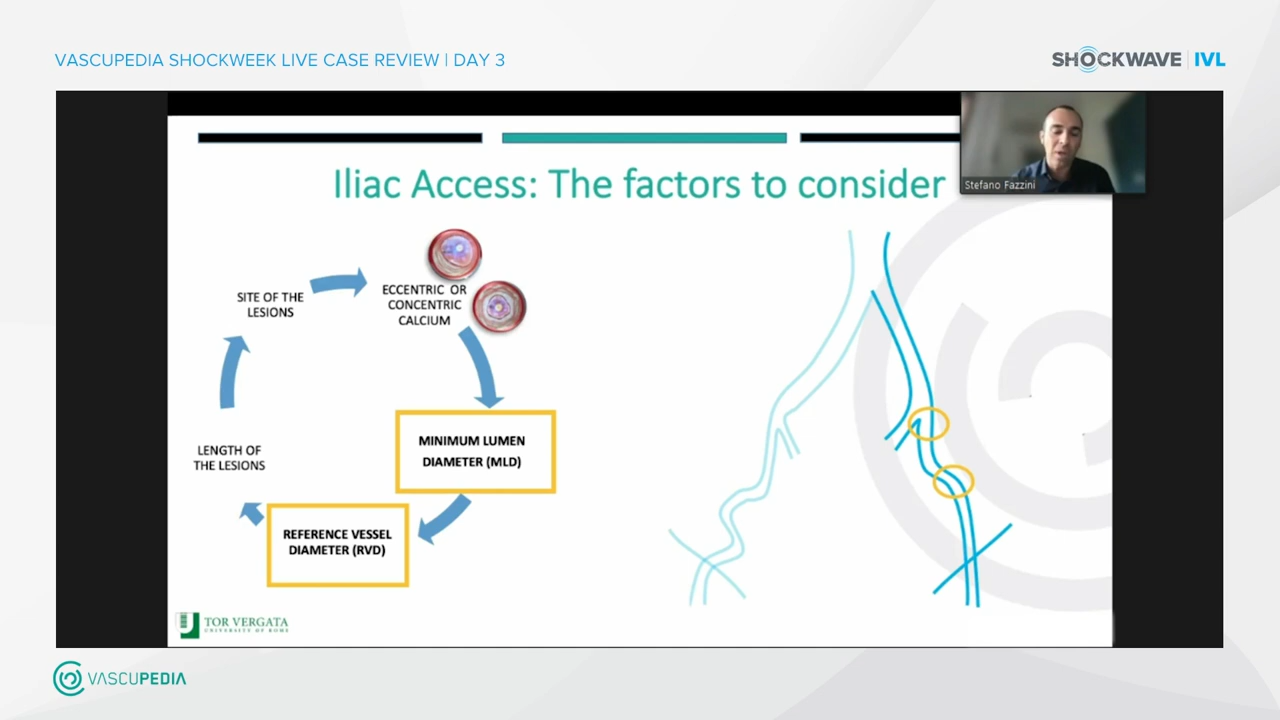 VASCUPEDIA SHOCKWEEK LIVE CASE REVIEW | DAY 3
SHOCKWAVE | IVL
Stefano Fazzini
Iliac Access: The factors to consider
SITE OF THE
LESIONS
ECCENTRIC OR
CONCENTRIC
CALCIUM
MINIMUM LUMEN
DIAMETER (MLD)
LENGTH OF
THE LESIONS
REFERENCE VESSEL
DIAMETER (RVD)
TOR VERGATA
UNIVERSITY OF ROME
VASCUPEDIA